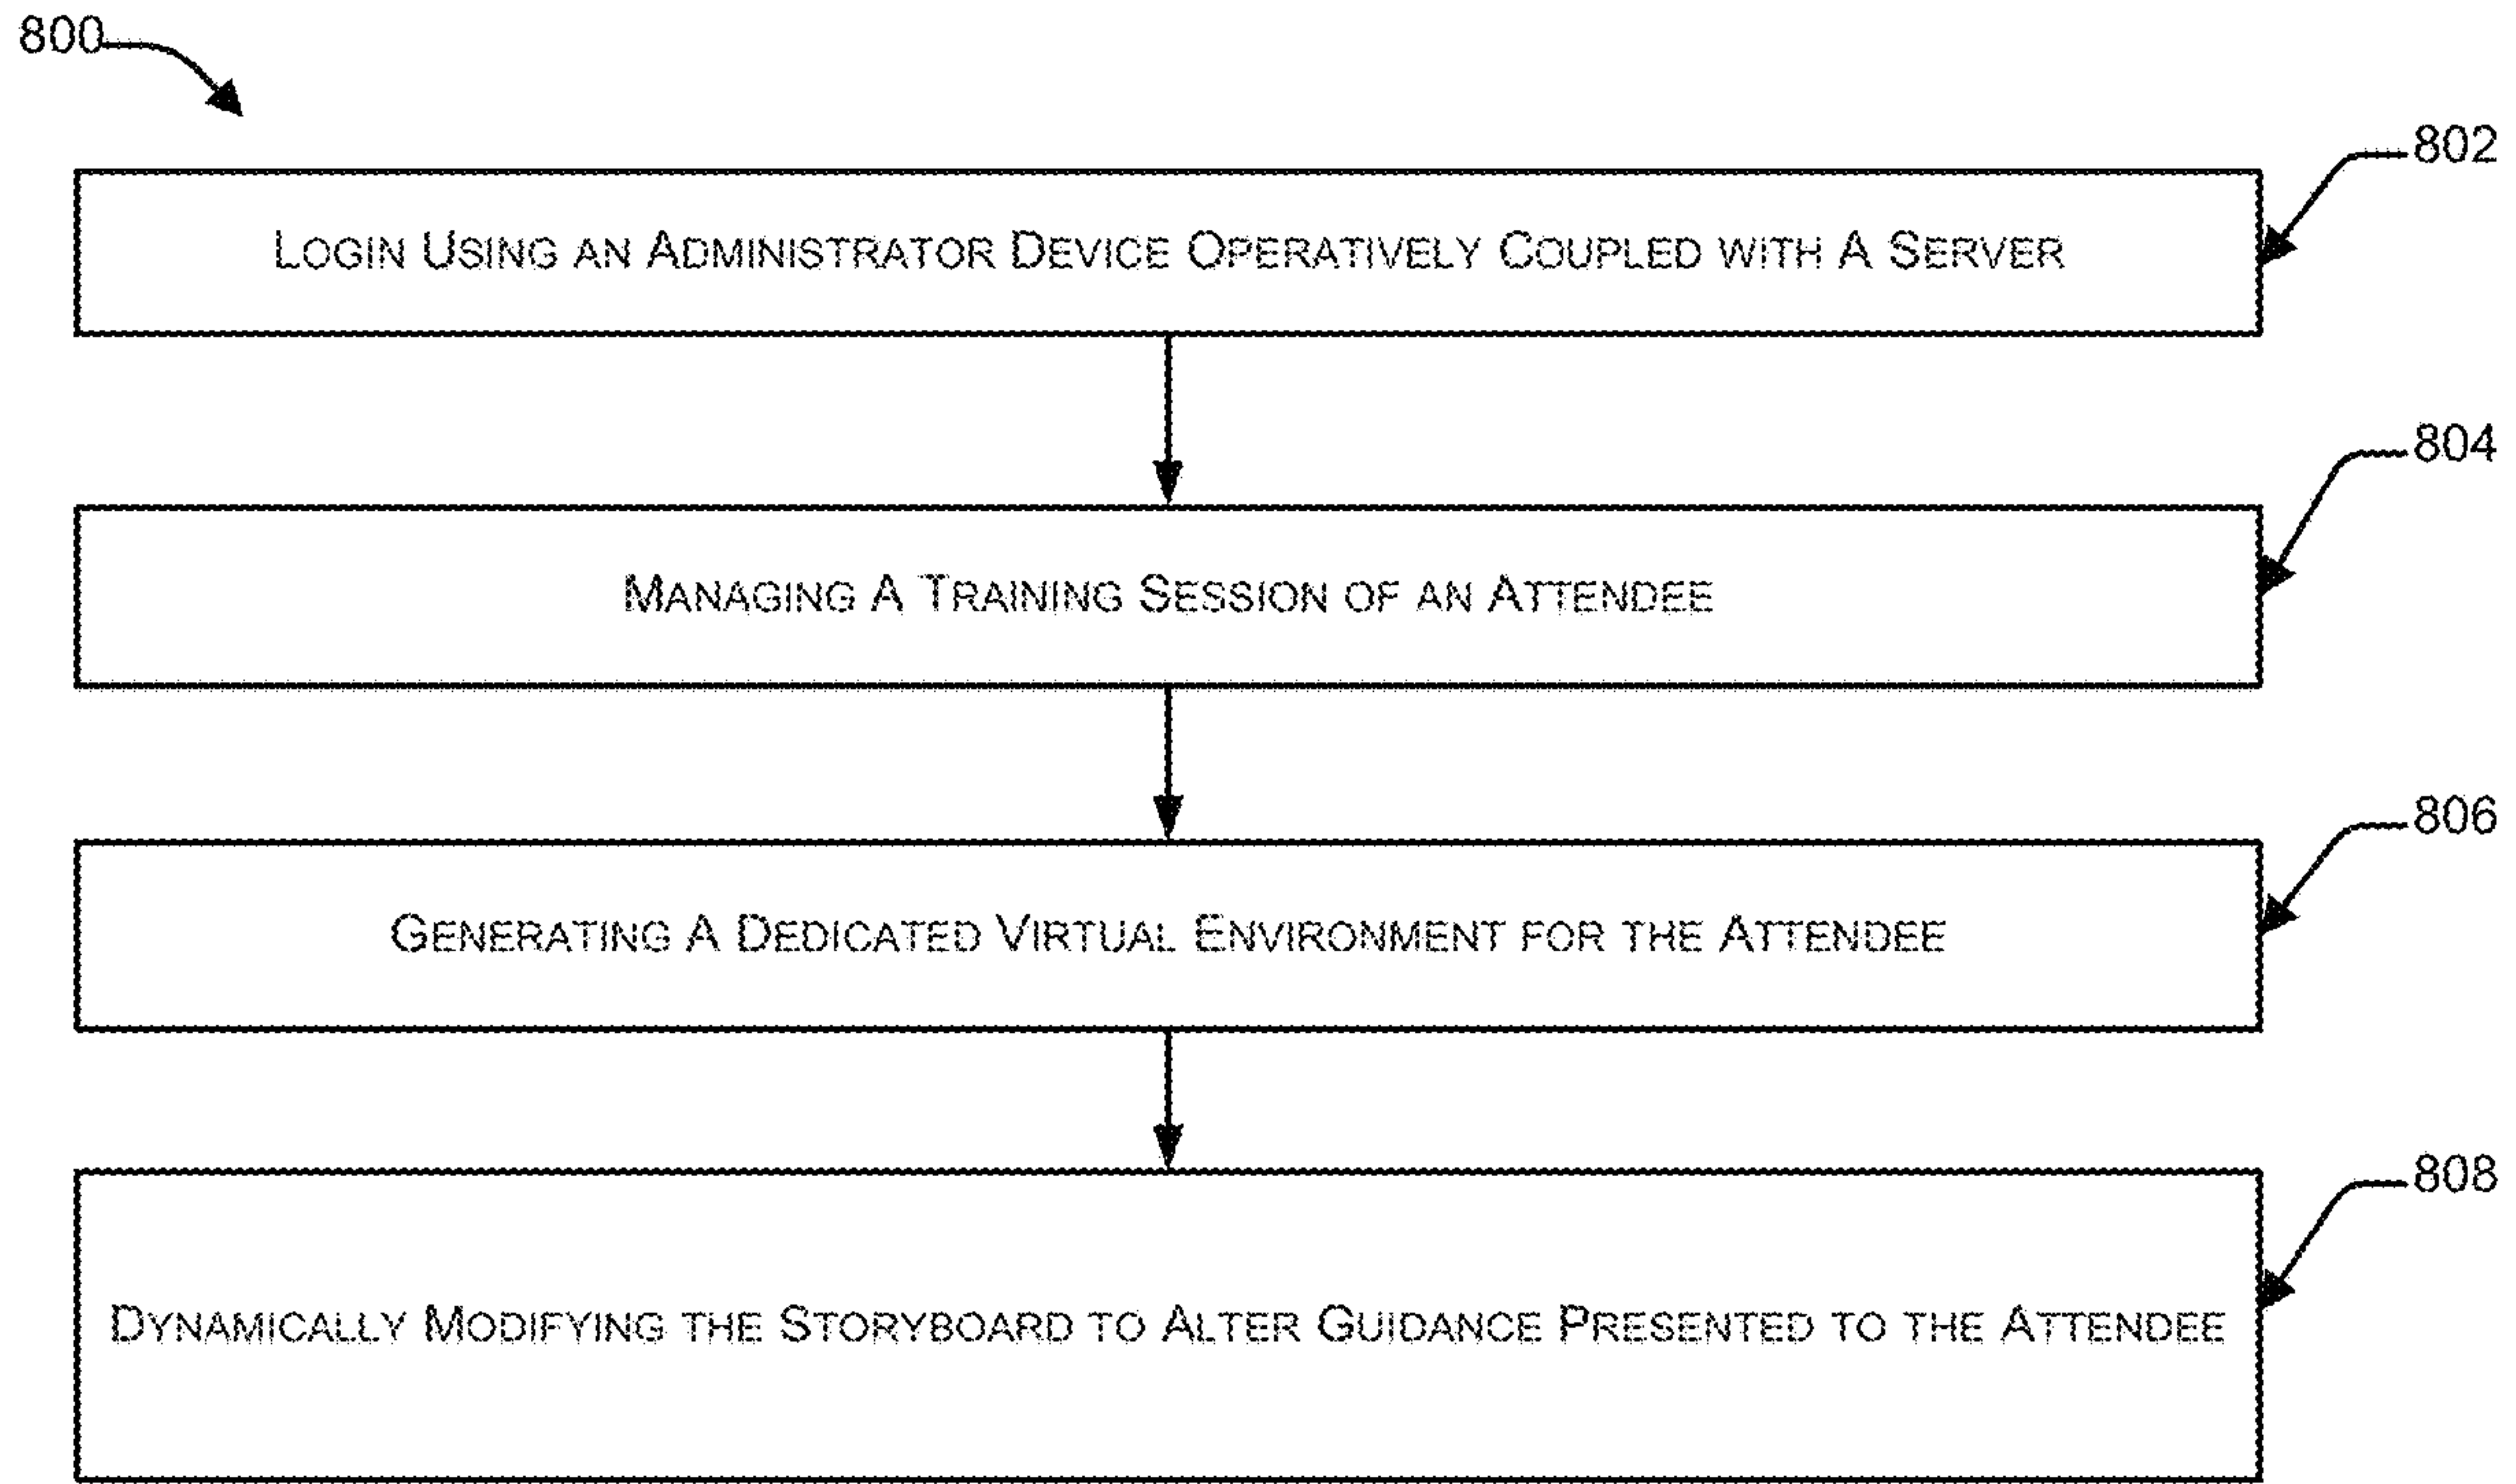 800
802
Login Using an Administrator Device Operatively Coupled with A Server
804
Managing A Training Session of an Attendee
806
Generating A Dedicated Virtual Environment for the Attendee
808
Dynamically Modifying the Storyboard to Alter Guidance Presented to the Attendee